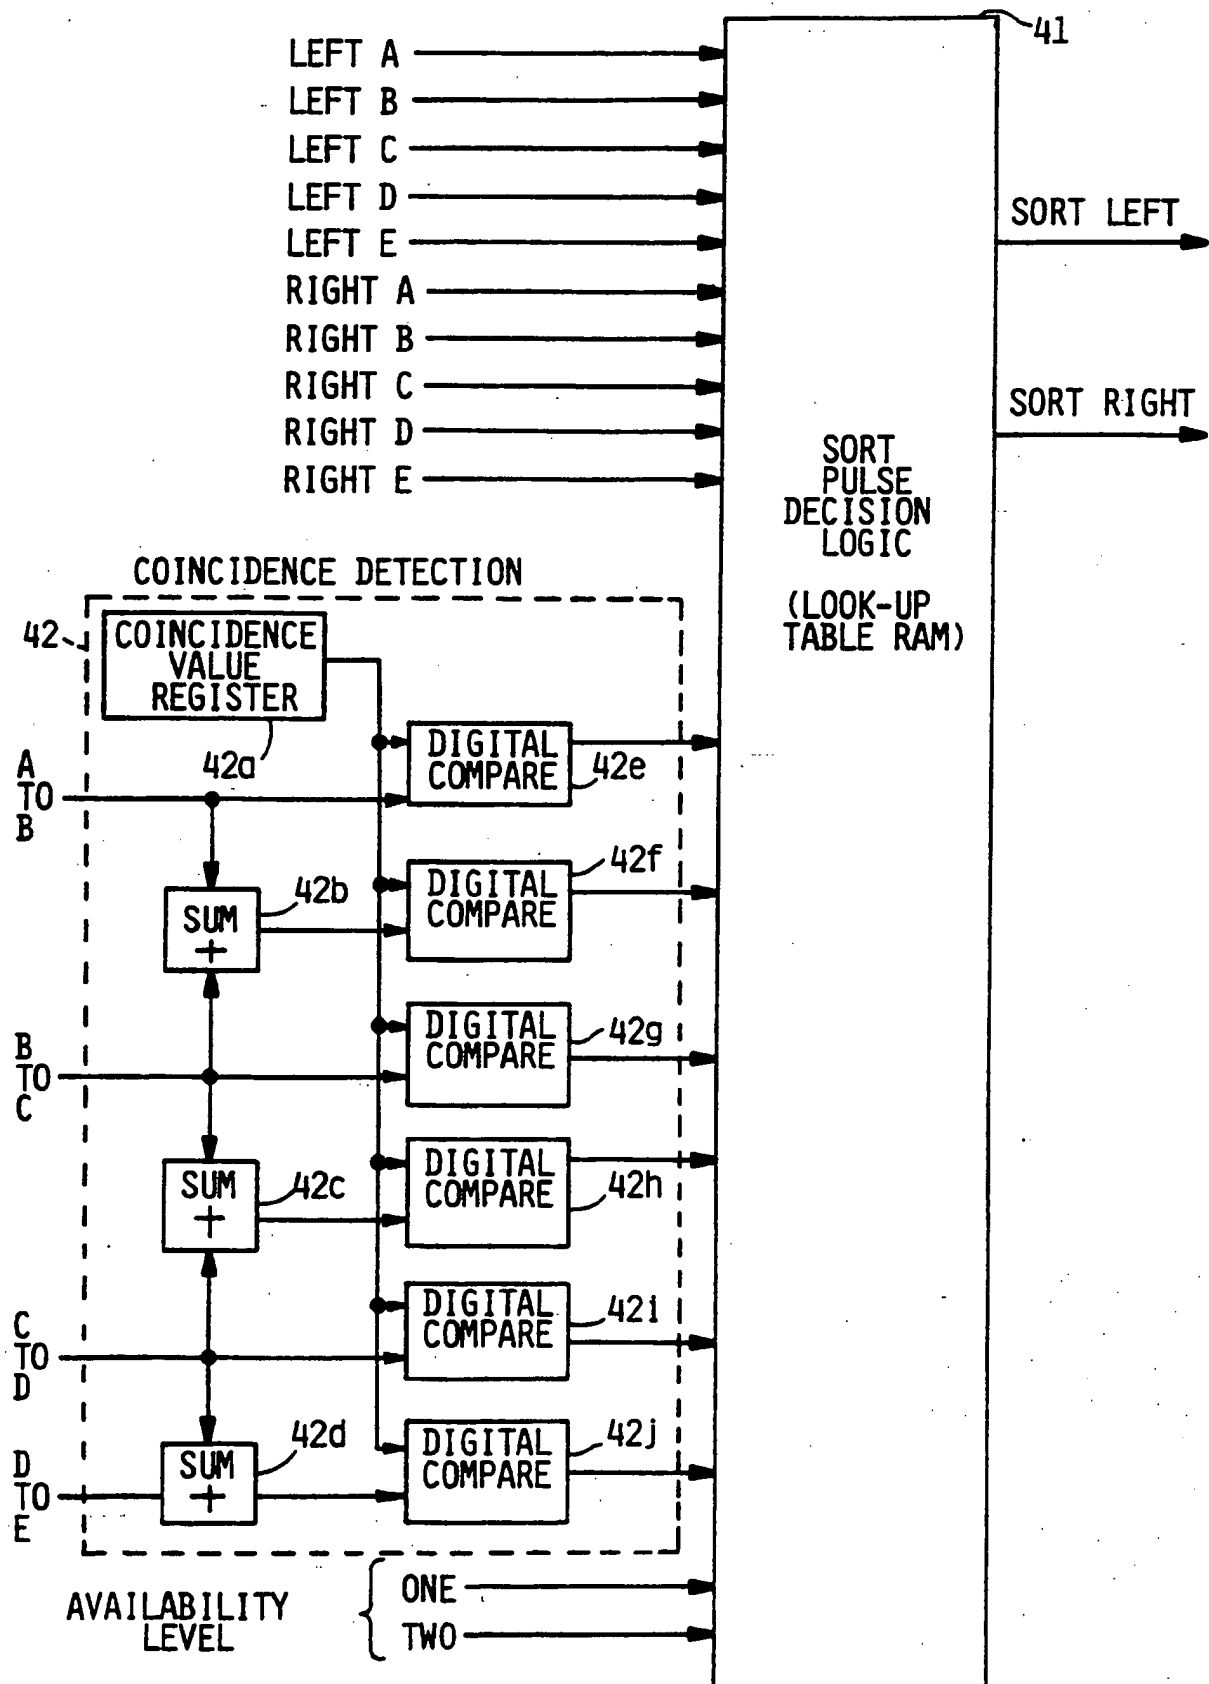 41
LEFT A
LEFT B
LEFT C
LEFT D
LEFT E
RIGHT A
RIGHT B
RIGHT C
RIGHT D
RIGHT E
SORT LEFT
SORT RIGHT
SORT
PULSE
DECISION
LOGIC
(LOOK-UP
TABLE RAM)
COINCIDENCE DETECTION
42
COINCIDENCE
VALUE
REGISTER
42a
A
TO
B
DIGITAL
COMPARE
42e
SUM
+
42b
DIGITAL
COMPARE
42f
B
TO
C
DIGITAL
COMPARE
42g
SUM
+
42c
DIGITAL
COMPARE
42h
C
TO
D
DIGITAL
COMPARE
42i
SUM
+
42d
DIGITAL
COMPARE
42j
D
TO
E
AVAILABILITY
LEVEL
ONE
TWO